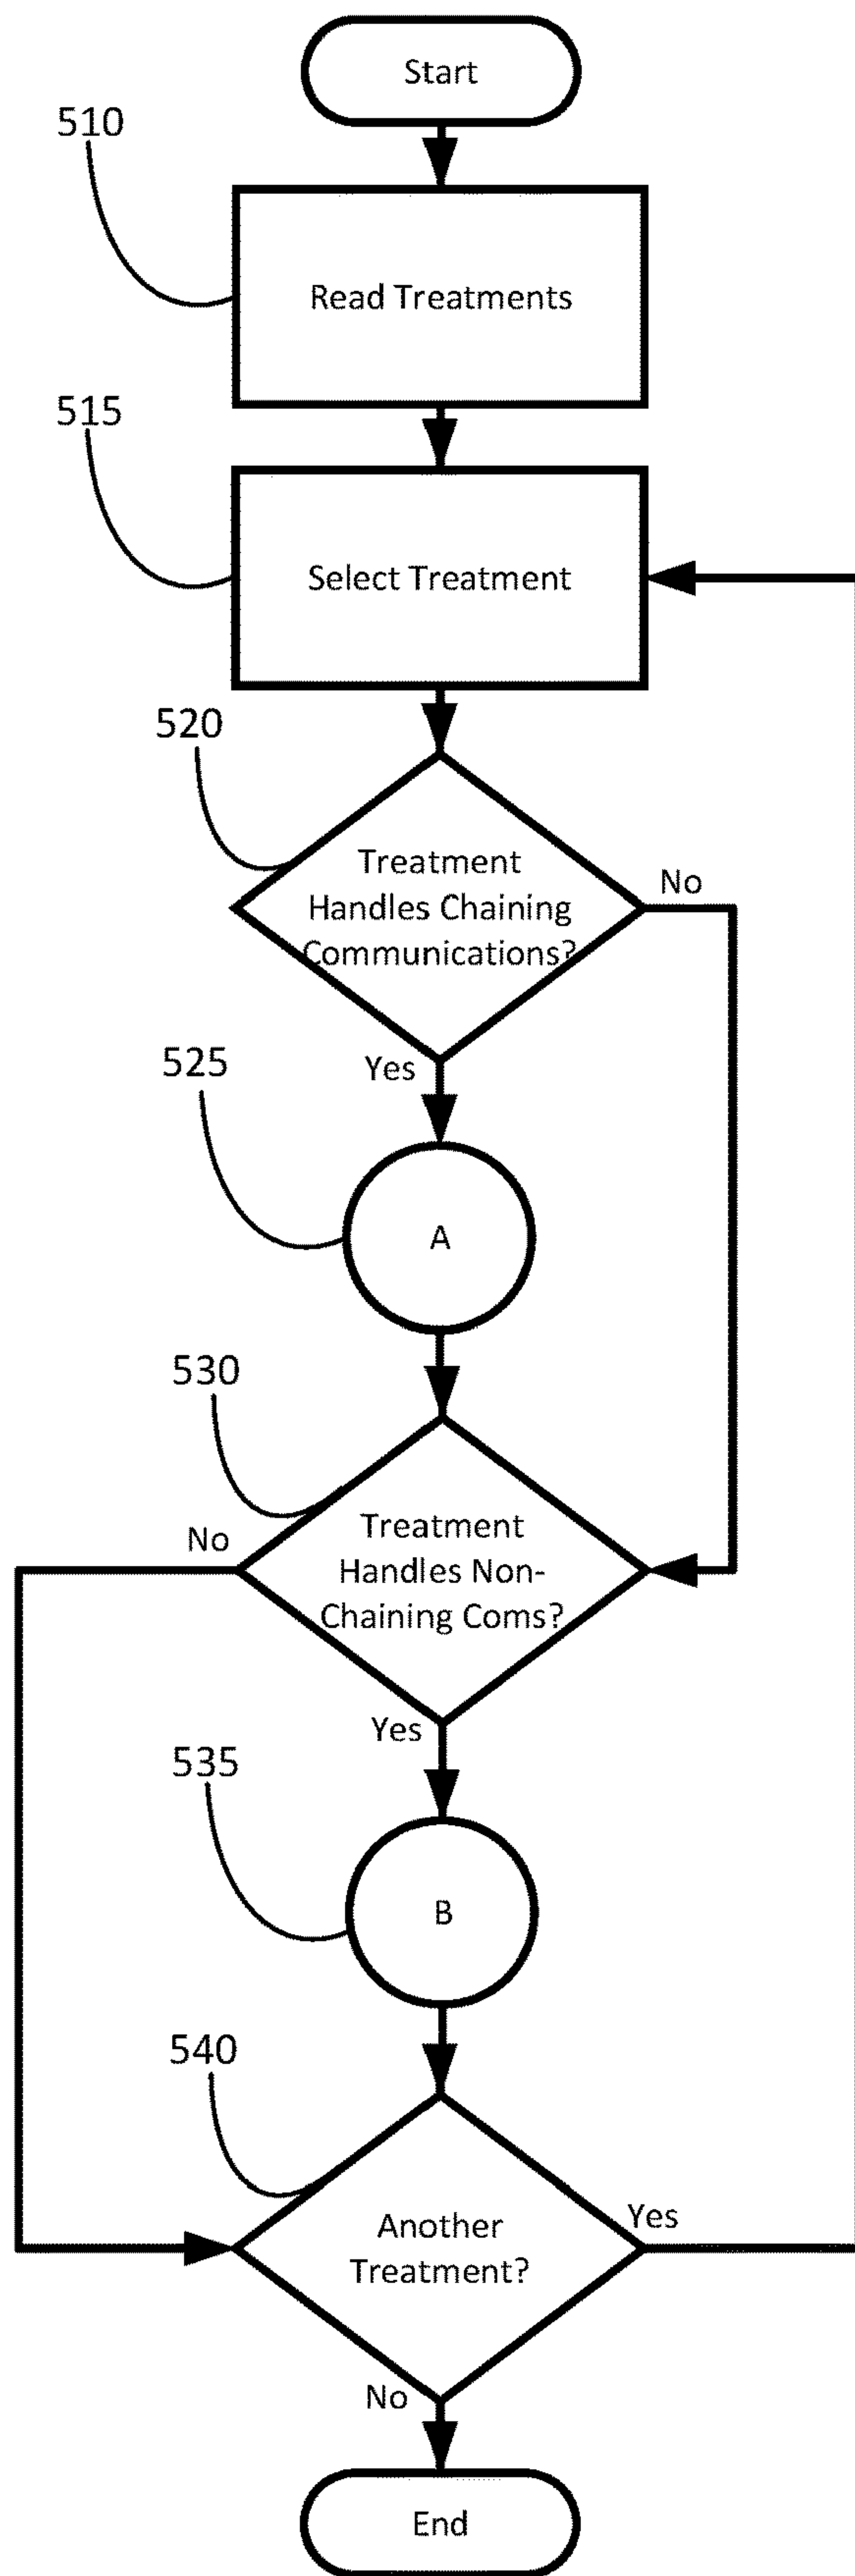 Start
510
Read Treatments
515
Select Treatment
520
Treatment
Handles Chaining
Communications?
No
Yes
525
A
530
No
Treatment
Handles Non-
Chaining Coms?
Yes
535
B
540
Another
Treatment?
Yes
No
End